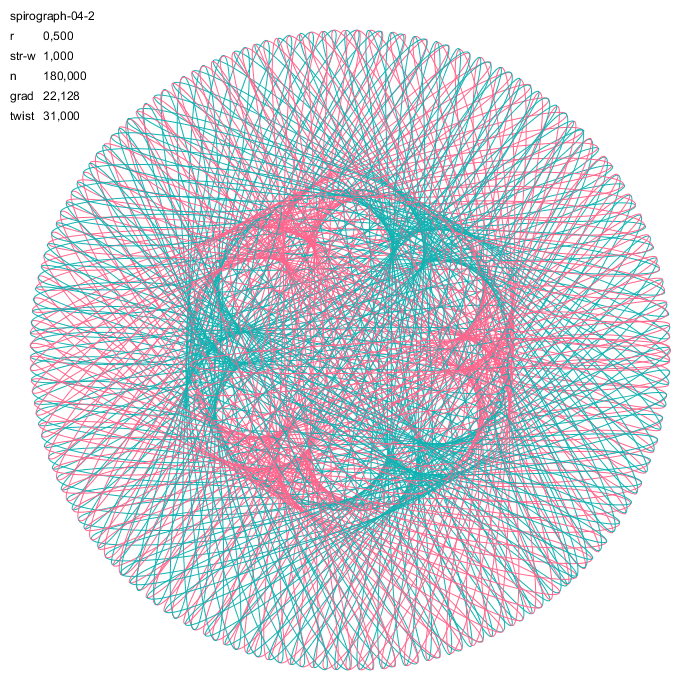 spirograph-04-2
r 0,500
str-w 1,000
n 180,000
grad 22,128
twist 31,000